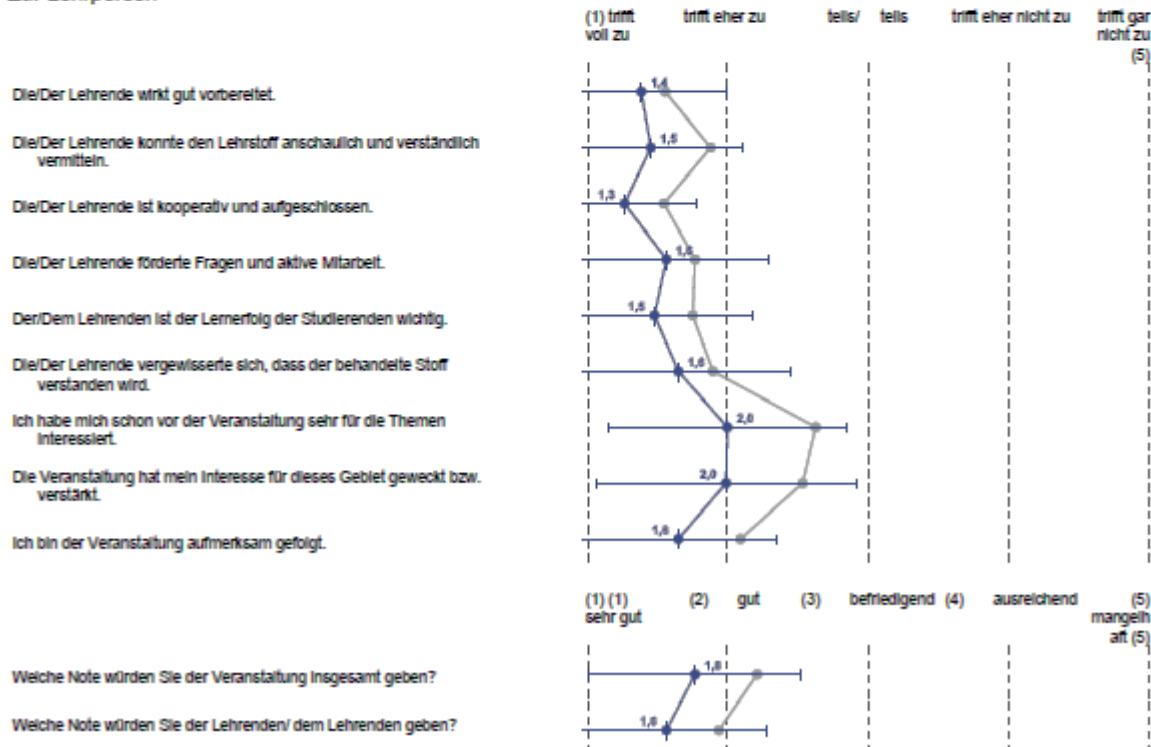 (1) trifft trifft eher zu teils/ teils trifft eher nicht zu trifft gar
voll zu nicht zu
(5)
Die/Der Lehrende wirkt gut vorbereitet.
1,4
Die/Der Lehrende konnte den Lehrstoff anschaulich und verständlich
vermitteln.
1,5
Die/Der Lehrende ist kooperativ und aufgeschlossen.
1,3
Die/Der Lehrende förderte Fragen und aktive Mitarbeit.
Der/Dem Lehrenden ist der Lernerfolg der Studierenden wichtig.
1,5
Die/Der Lehrende vergewisserte sich, dass der behandelte Stoff
verstanden wird.
Ich habe mich schon vor der Veranstaltung sehr für die Themen
interessiert.
2,0
Die Veranstaltung hat mein Interesse für dieses Gebiet geweckt bzw.
verstärkt.
2,0
Ich bin der Veranstaltung aufmerksam gefolgt.
(1) (1) (2) gut (3) befriedigend (4) ausreichend (5)
sehr gut mangelh
aft (5)
Welche Note würden Sie der Veranstaltung insgesamt geben?
Welche Note würden Sie der Lehrenden/ dem Lehrenden geben?